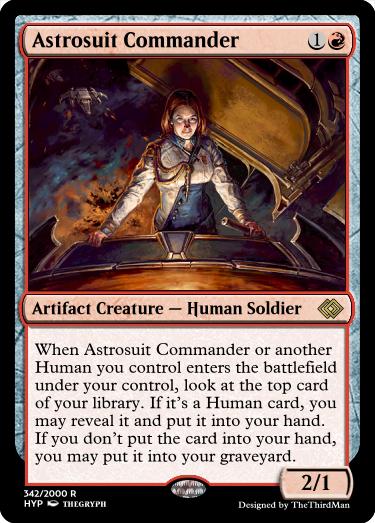 Astrosuit Commander 1
Artifact Creature — Human Soldier
When Astrosuit Commander or another
Human you control enters the battlefield
under your control, look at the top card
of your library. If it's a Human card, you
may reveal it and put it into your hand.
If you don't put the card into your hand,
you may put it into your graveyard.
2/1
342/2000 R
HYP THEGRYPH
Designed by TheThirdMan